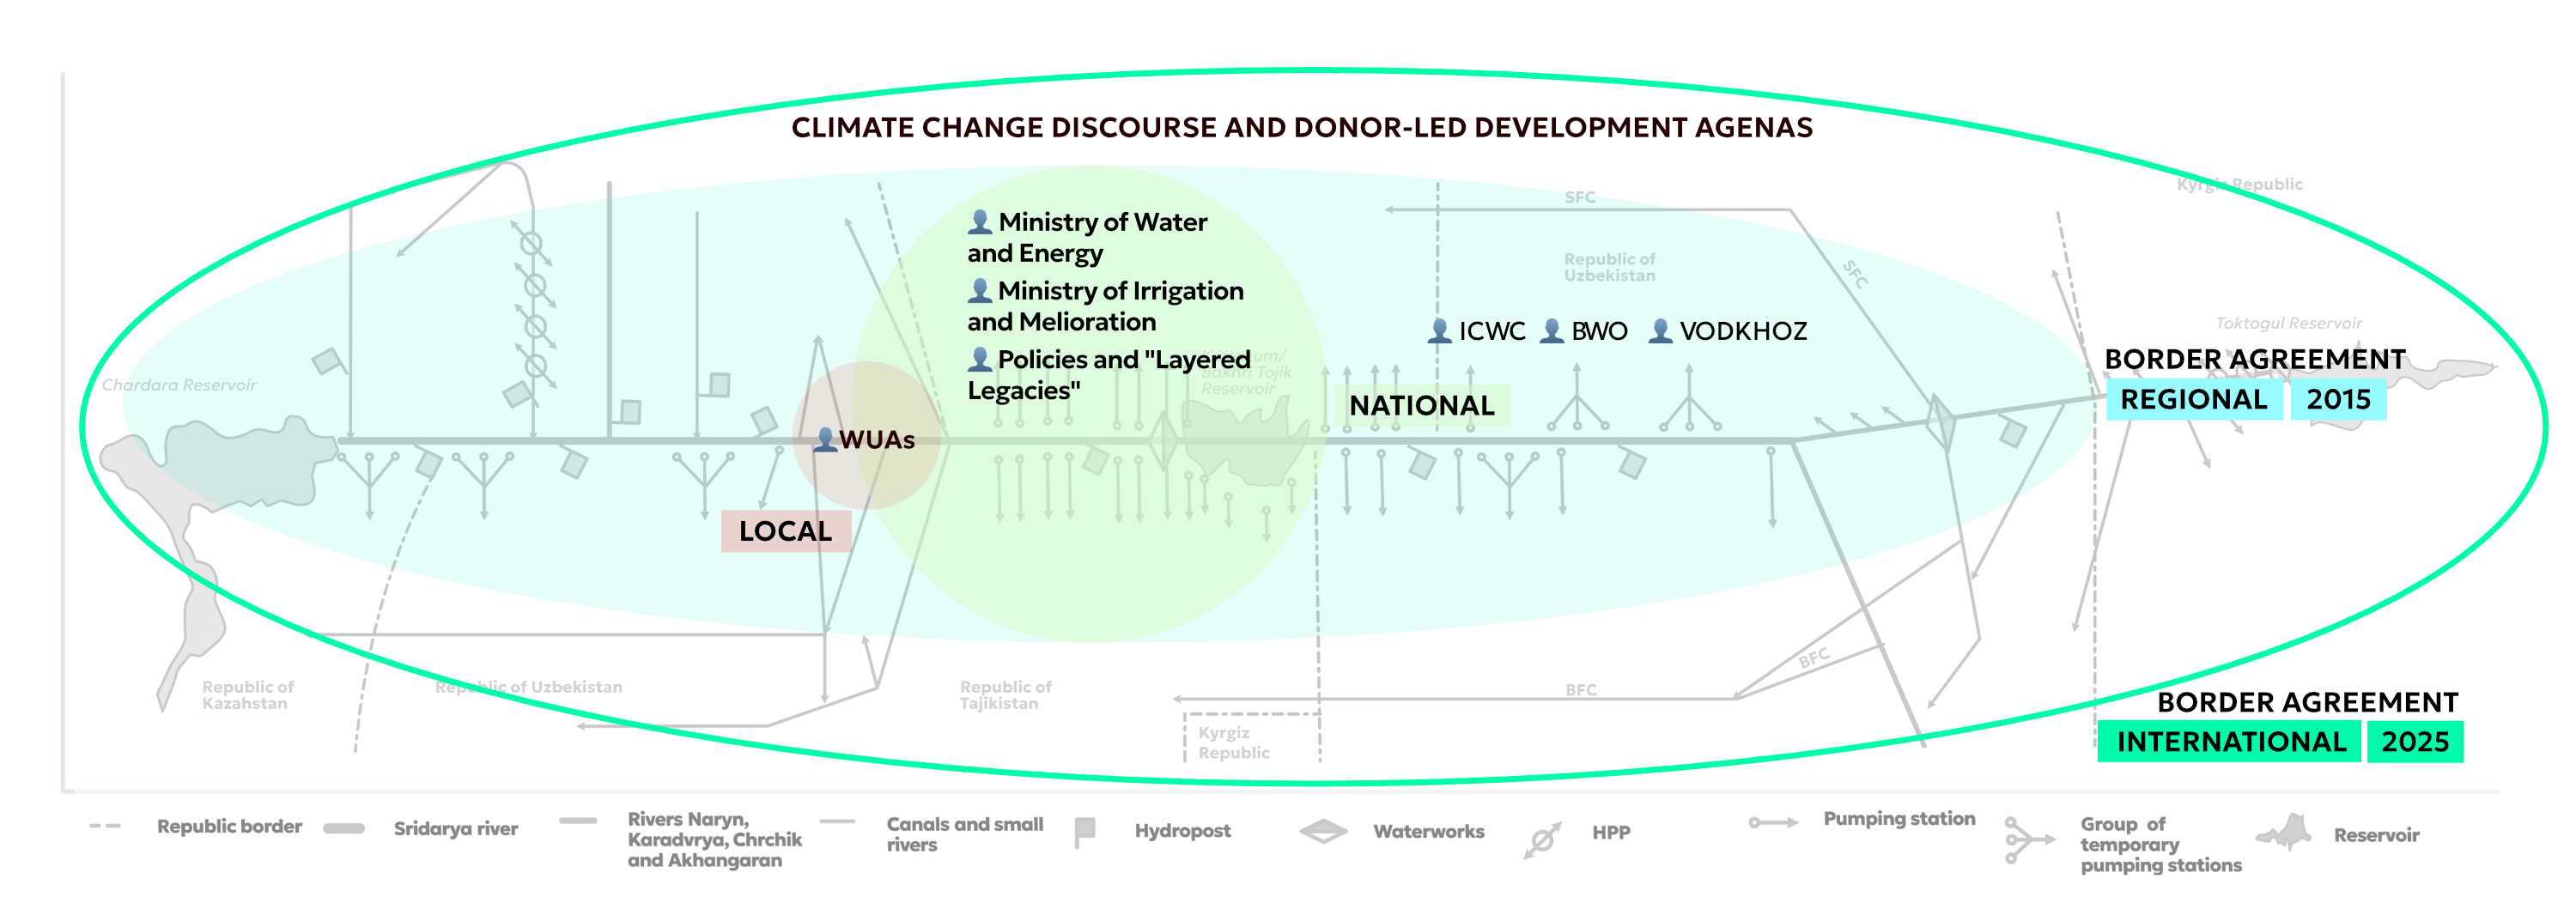 CLIMATE CHANGE DISCOURSE AND DONOR-LED DEVELOPMENT AGENAS
Kyrgiz Republic
SFC
Ministry of Water
and Energy
Republic of
Uzbekistan
SFC
Ministry of Irrigation
and Melioration
ICWC BWO VODKHOZ
Toktogul Reservoir
Policies and "Layered
Legacies"
Bakhri Tojik
Reservoir
BORDER AGREEMENT
REGIONAL 2015
Chardara Reservoir
NATIONAL
WUAs
LOCAL
BFC
BFC
Republic of
Kazahstan
Republic of Uzbekistan
Republic of
Tajikistan
Kyrgiz
Republic
BORDER AGREEMENT
INTERNATIONAL 2025
Republic border
Sridarya river
Rivers Naryn,
Karadvrya, Chrchik
and Akhangaran
Canals and small
rivers
Hydropost
Waterworks
HPP
Pumping station
Group of
temporary
pumping stations
Reservoir